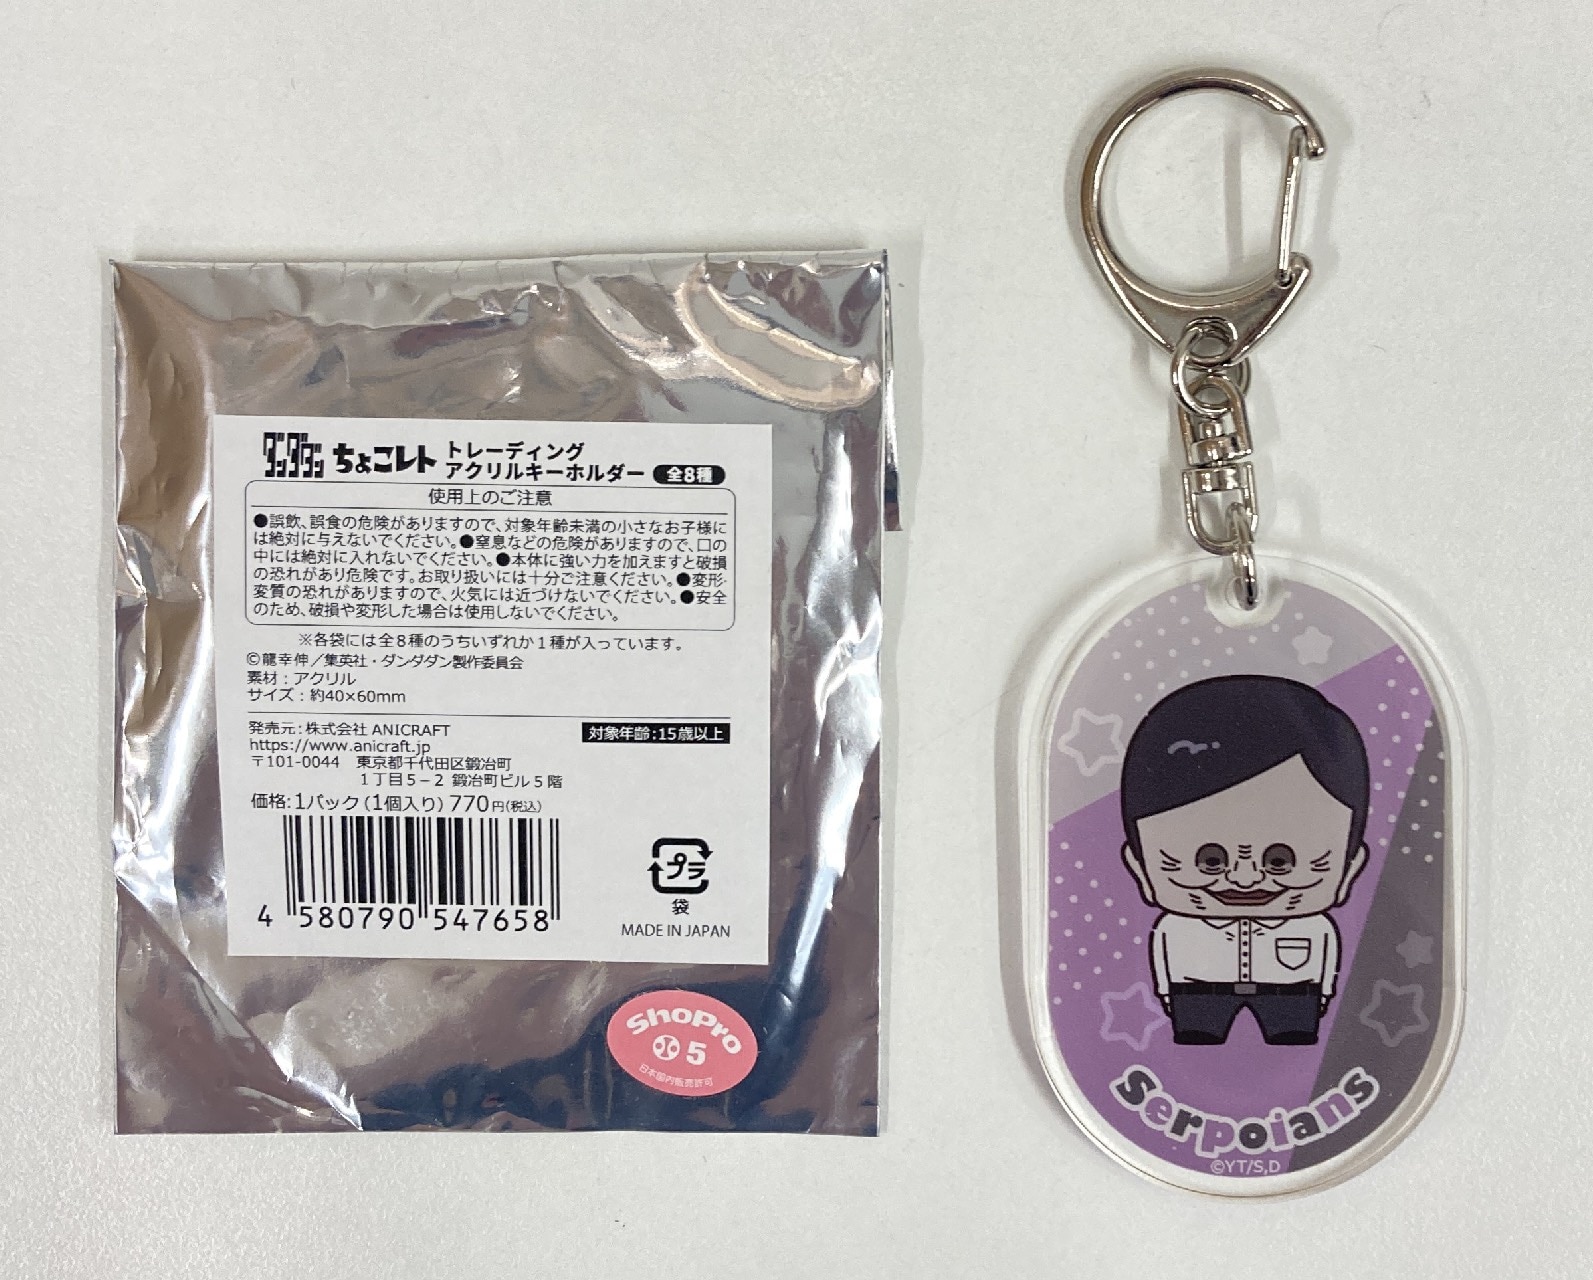 ダンダダン ちょこレト トレーディング
アクリルキーホルダー 全8種
使用上のご注意
●誤飲、誤食の危険がありますので、対象年齢未満の小さなお子様に
は絶対に与えないでください。●窒息などの危険がありますので、口の
中には絶対に入れないでください。●本体に強い力を加えますと破損
の恐れがあり危険です。お取り扱いには十分ご注意ください。●変形・
変質の恐れがありますので、火気には近づけないでください。●安全
のため、破損や変形した場合は使用しないでください。
※各袋には全8種のうちいずれか1種が入っています。
©龍幸伸／集英社・ダンダダン製作委員会
素材：アクリル
サイズ：約40×60mm
発売元：株式会社 ANICRAFT
対象年齢：15歳以上
https://www.anicraft.jp
〒101-0044 東京都千代田区鍛冶町
1丁目5－2 鍛冶町ビル5階
価格：1パック（1個入り）770円（税込）
4 580790 547658
プラ
袋
MADE IN JAPAN
ShoPro
5
日本国内販売許可
Serpoians
©YT/S,D